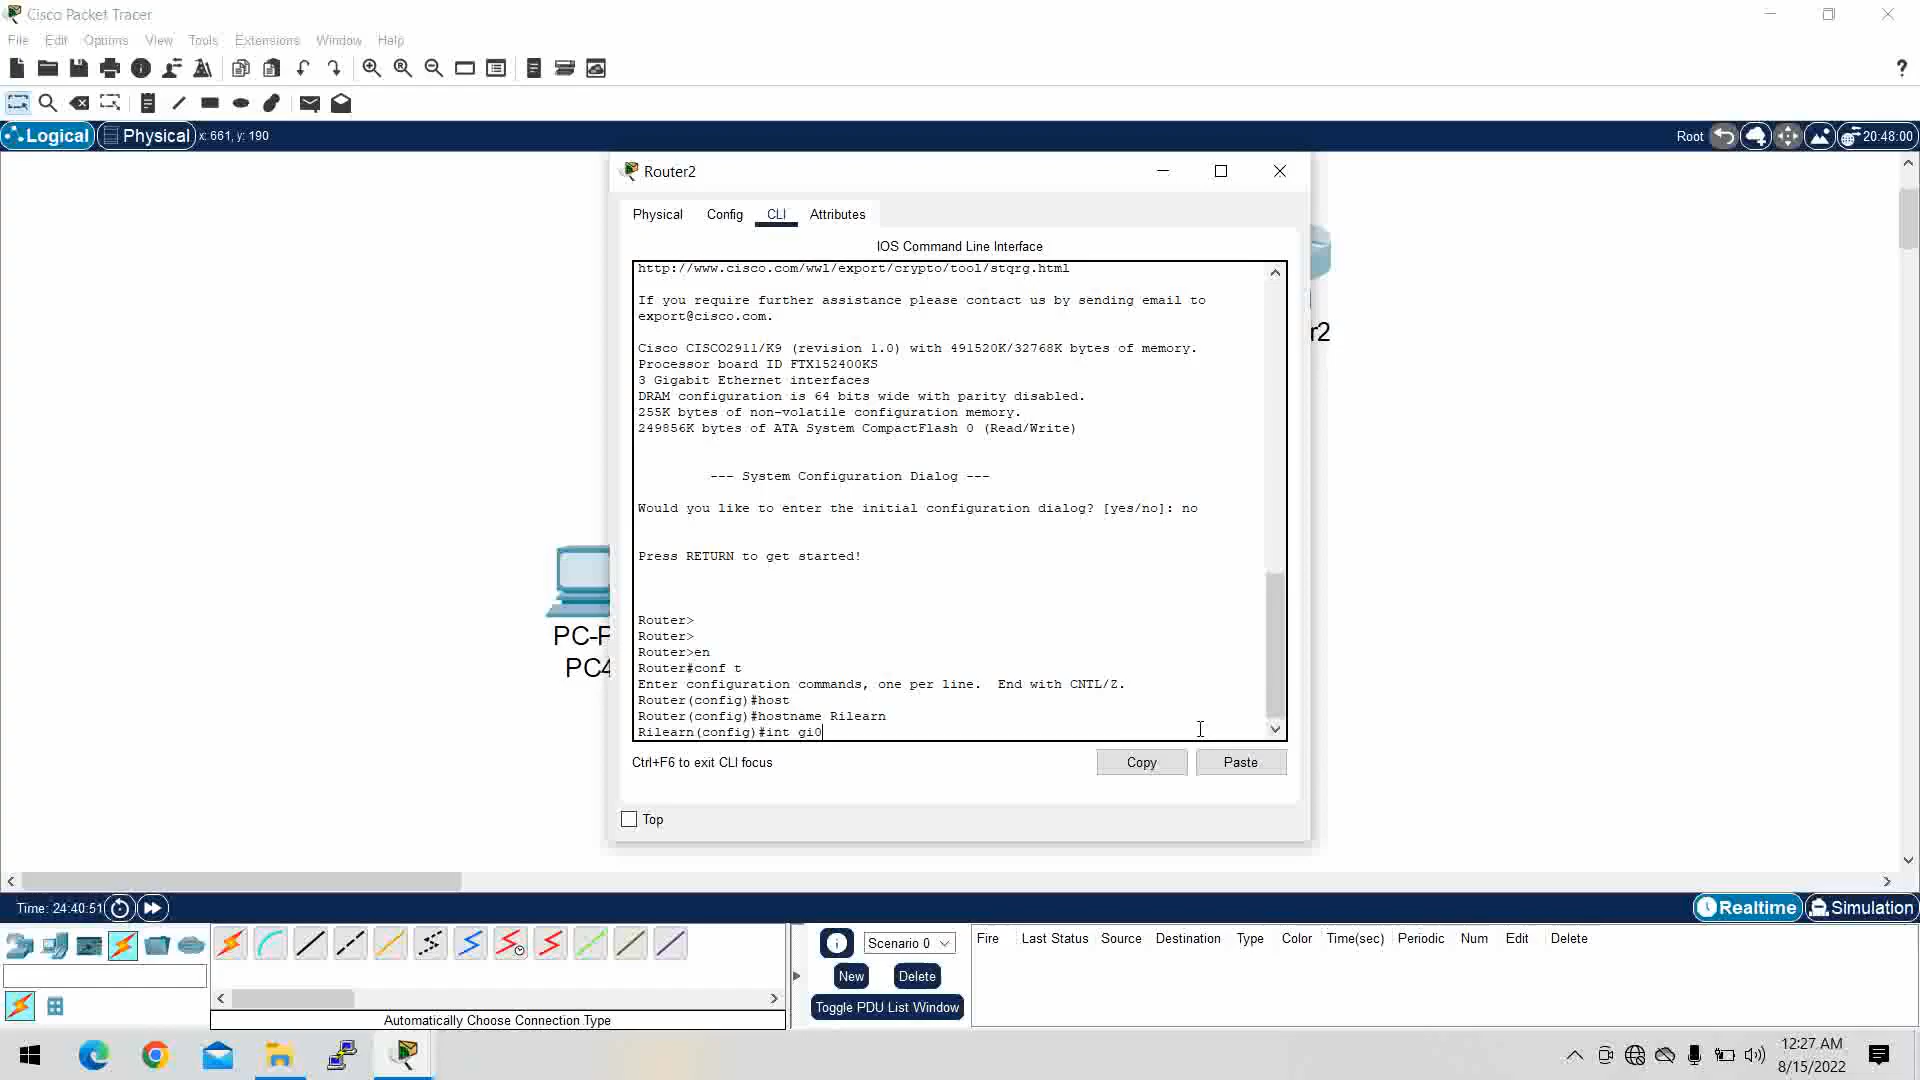 Cisco Packet Tracer
File Edit Options View Tools Extensions Window Help
?
Logical Physical x: 661, y: 190 Root 20:48:00
Router2
Physical Config CLI Attributes
IOS Command Line Interface
http://www.cisco.com/wwl/export/crypto/tool/stqrg.html
If you require further assistance please contact us by sending email to
export@cisco.com.
Cisco CISCO2911/K9 (revision 1.0) with 491520K/32768K bytes of memory.
Processor board ID FTX152400KS
3 Gigabit Ethernet interfaces
DRAM configuration is 64 bits wide with parity disabled.
255K bytes of non-volatile configuration memory.
249856K bytes of ATA System CompactFlash 0 (Read/Write)
--- System Configuration Dialog ---
Would you like to enter the initial configuration dialog? [yes/no]: no
Press RETURN to get started!
Router>
Router>
Router>en
Router#conf t
Enter configuration commands, one per line.  End with CNTL/Z.
Router(config)#host
Router(config)#hostname Rilearn
Rilearn(config)#int gi0
Ctrl+F6 to exit CLI focus Copy Paste
Top
r2
PC-P
PC4
Time: 24:40:51 Realtime Simulation
Scenario 0
New Delete
Toggle PDU List Window
Fire Last Status Source Destination Type Color Time(sec) Periodic Num Edit Delete
Automatically Choose Connection Type
12:27 AM
8/15/2022